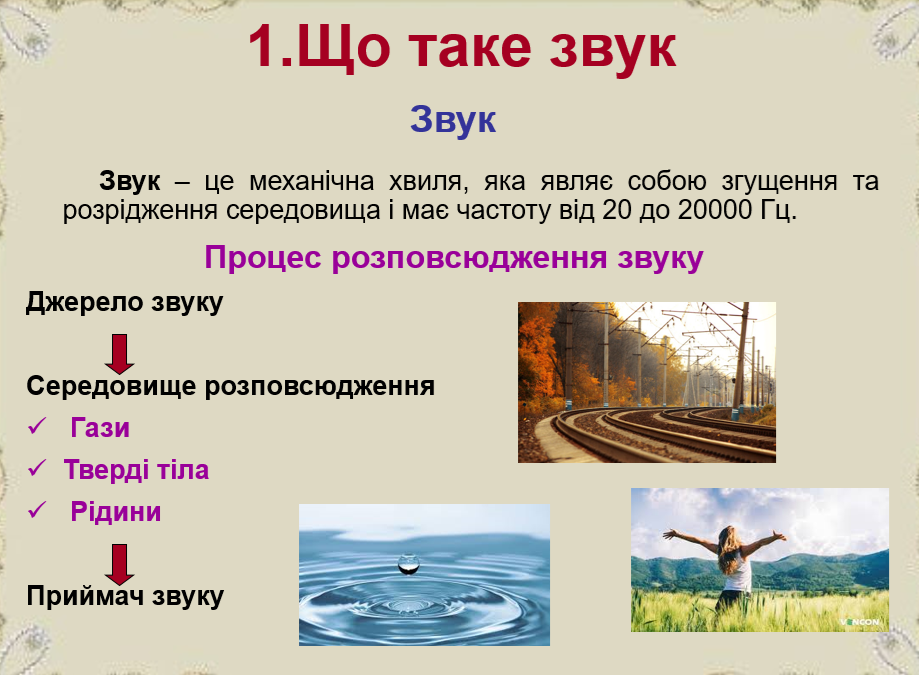 1.Що таке звук
Звук
Звук – це механічна хвиля, яка являє собою згущення та
розрідження середовища і має частоту від 20 до 20000 Гц.
Процес розповсюдження звуку
Джерело звуку
Середовище розповсюдження
✓ Гази
✓ Тверді тіла
✓ Рідини
Приймач звуку
VENCON